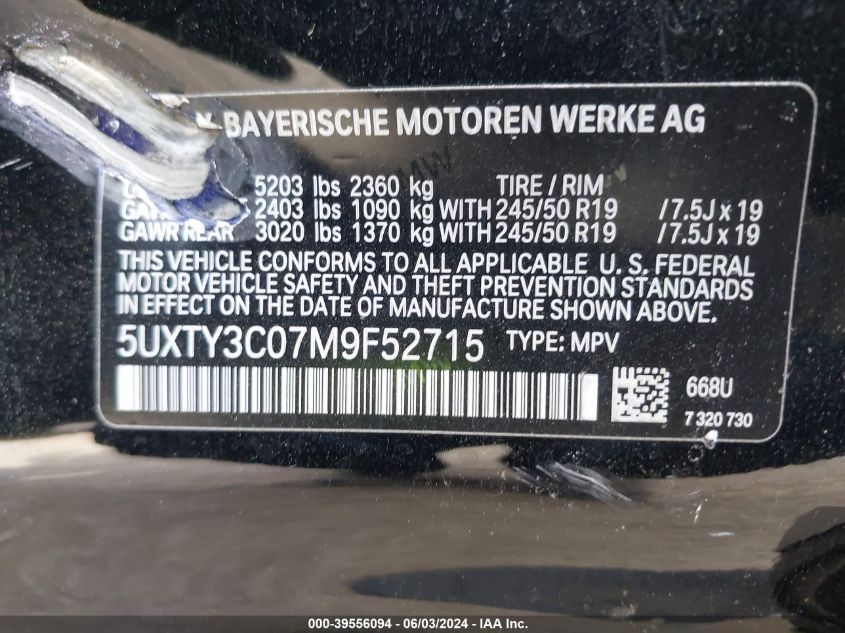 BAYERISCHE MOTOREN WERKE AG
5203 lbs 2360 kg TIRE / RIM
2403 lbs 1090 kg WITH 245/50 R19 / 7.5J x 19
GAWR REAR 3020 lbs 1370 kg WITH 245/50 R19 / 7.5J x 19
THIS VEHICLE CONFORMS TO ALL APPLICABLE U. S. FEDERAL
MOTOR VEHICLE SAFETY AND THEFT PREVENTION STANDARDS
IN EFFECT ON THE DATE OF MANUFACTURE SHOWN ABOVE.
5UXTY3C07M9F52715 TYPE: MPV
668U
7 320 730
000-39556094 - 06/03/2024 - IAA Inc.